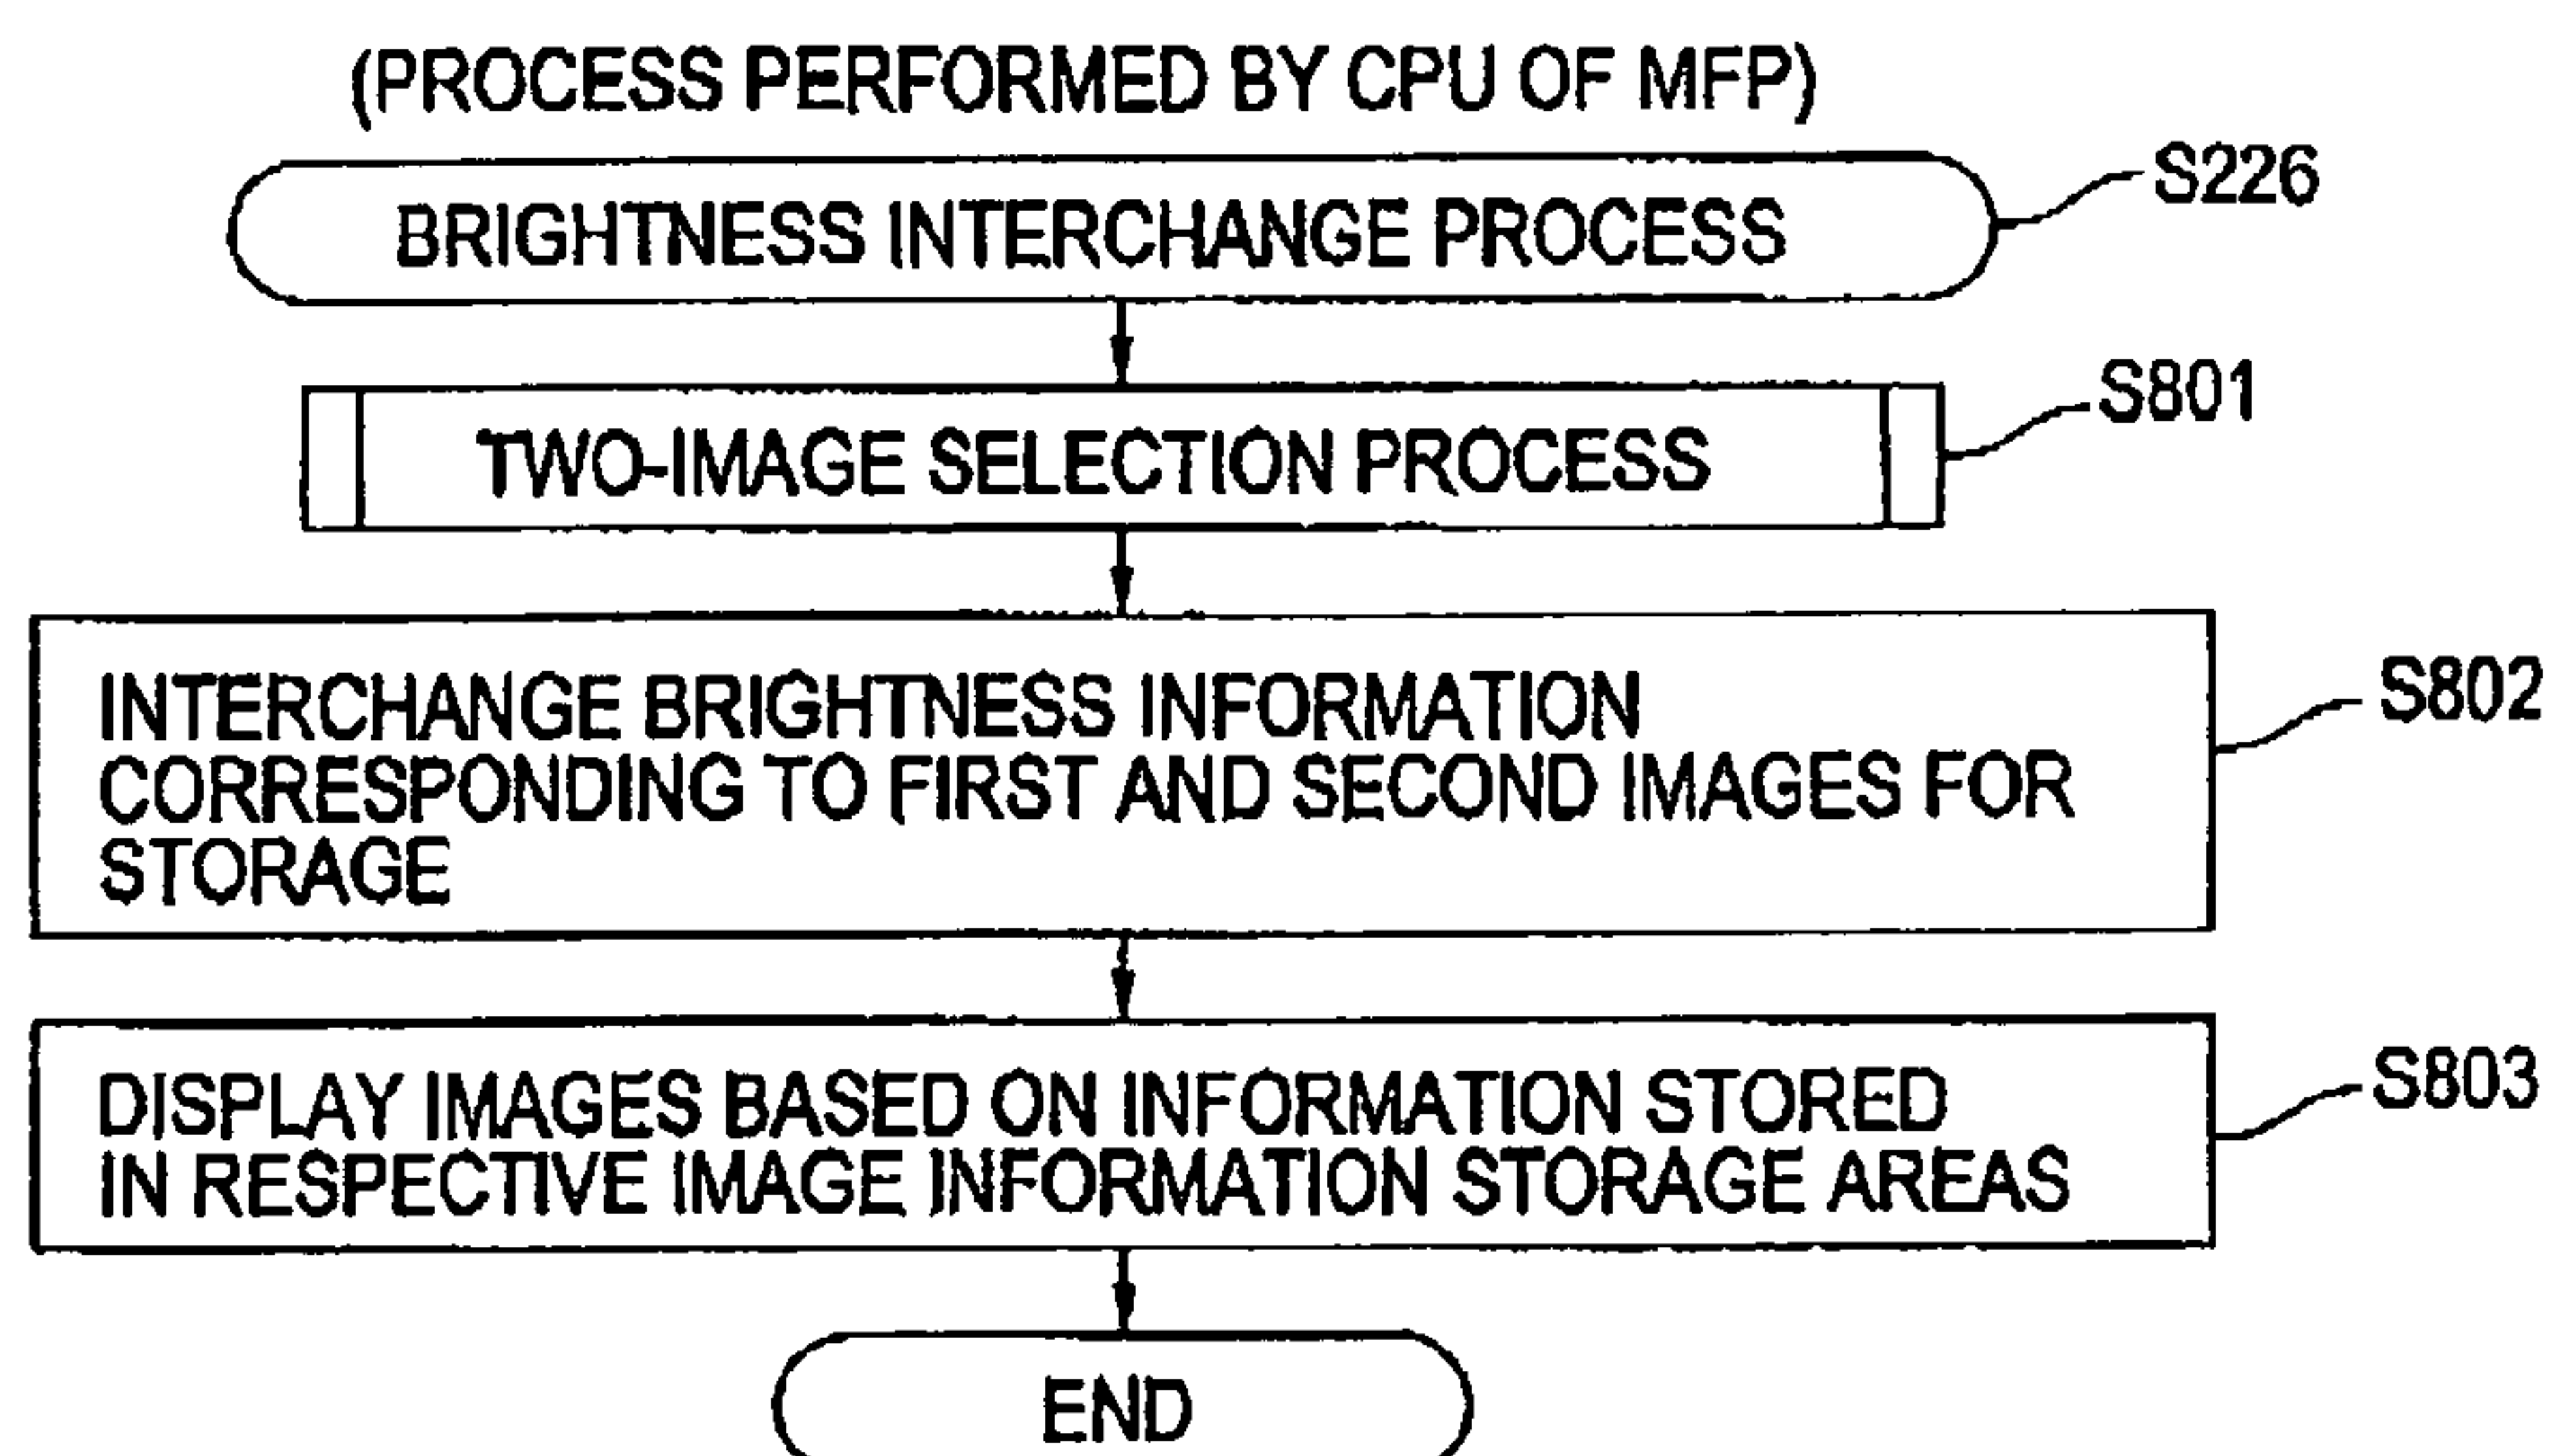 (PROCESS PERFORMED BY CPU OF MFP)
BRIGHTNESS INTERCHANGE PROCESS
S226
TWO-IMAGE SELECTION PROCESS
S801
INTERCHANGE BRIGHTNESS INFORMATION
CORRESPONDING TO FIRST AND SECOND IMAGES FOR
STORAGE
S802
DISPLAY IMAGES BASED ON INFORMATION STORED
IN RESPECTIVE IMAGE INFORMATION STORAGE AREAS
S803
END